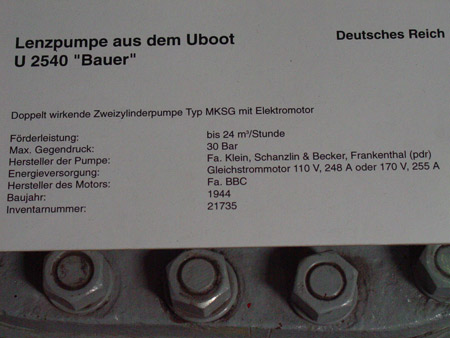 Lenzpumpe aus dem Uboot Deutsches Reich
U 2540 "Bauer"
Doppelt wirkende Zweizylinderpumpe Typ MKSG mit Elektromotor
Förderleistung: bis 24 m³/Stunde
Max. Gegendruck: 30 Bar
Hersteller der Pumpe: Fa. Klein, Schanzlin & Becker, Frankenthal (pdr)
Energieversorgung: Gleichstrommotor 110 V, 248 A oder 170 V, 255 A
Hersteller des Motors: Fa. BBC
Baujahr: 1944
Inventarnummer: 21735